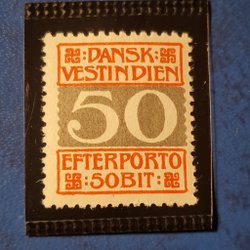 DANSK
VESTINDIEN
50
EFTERPORTO
50 BIT